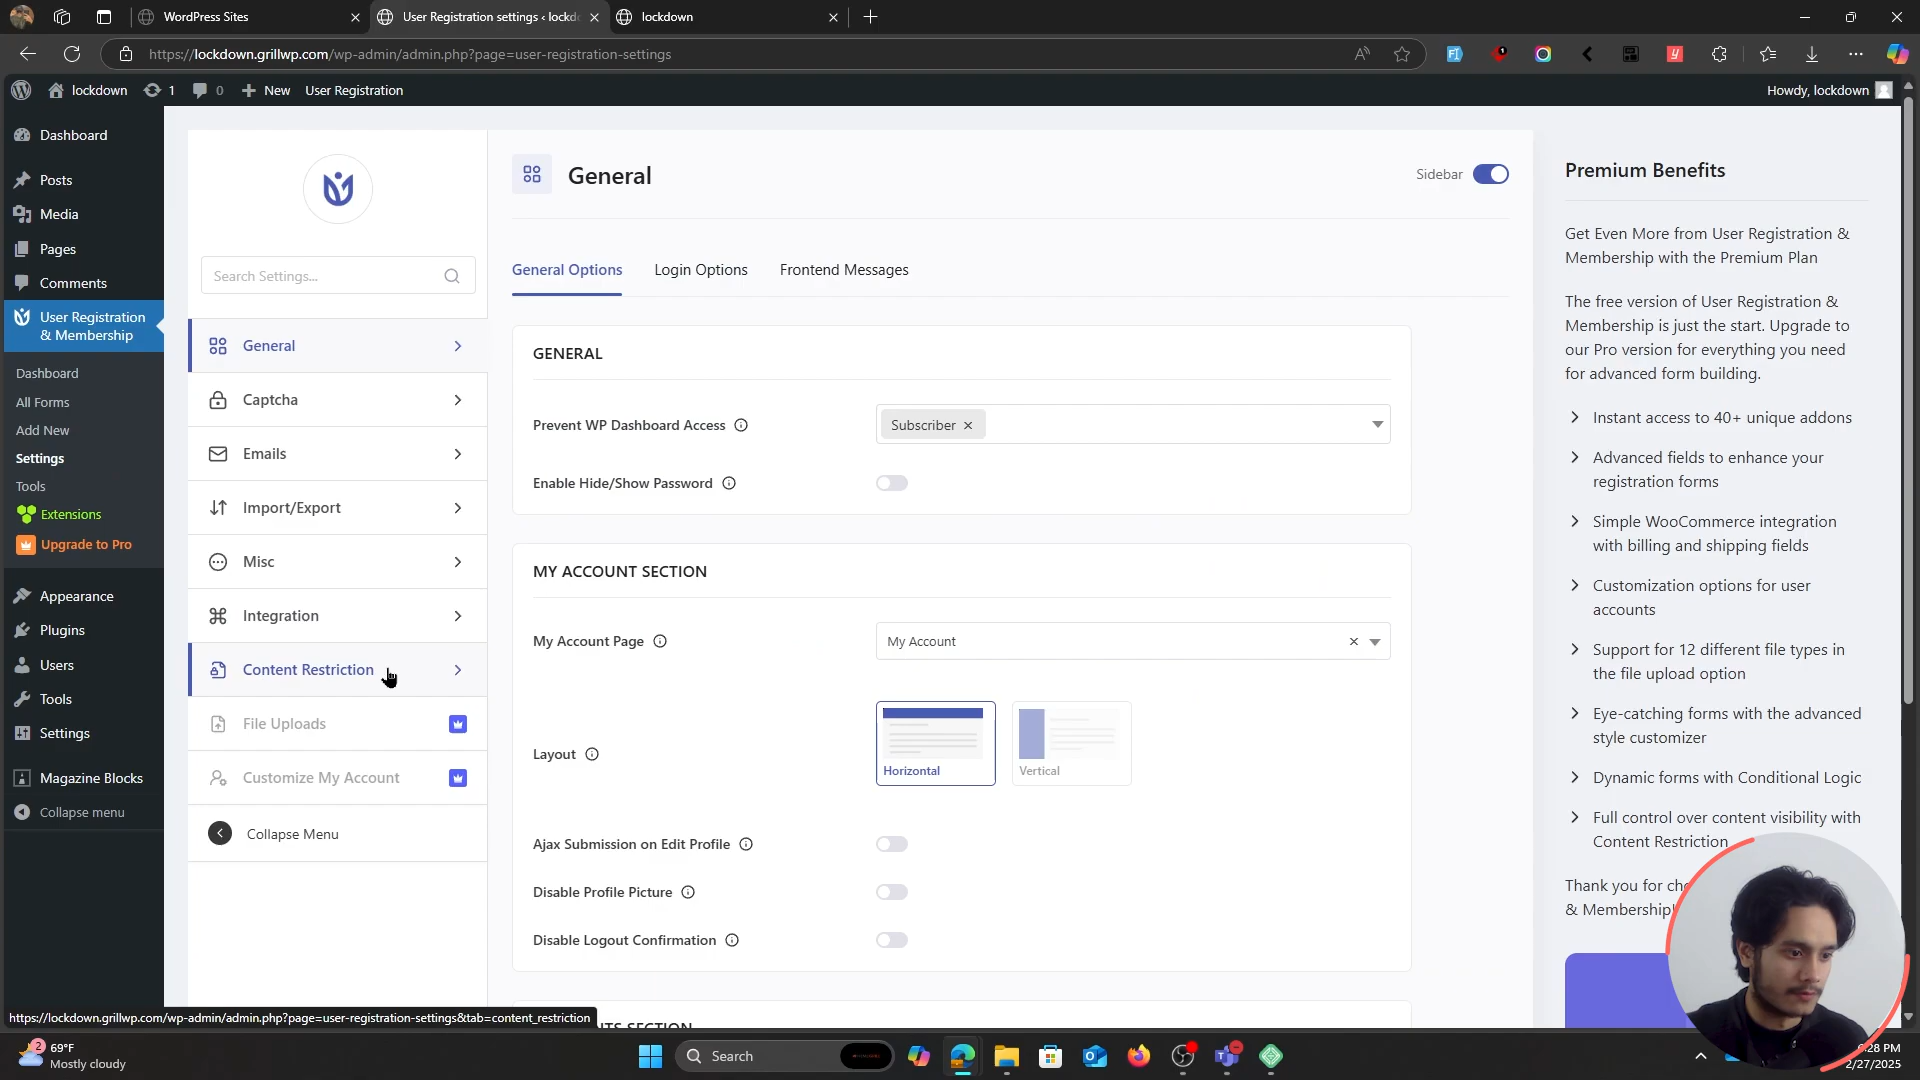 WordPress Sites
User Registration settings ‹ lockdo
lockdown
https://lockdown.grillwp.com/wp-admin/admin.php?page=user-registration-settings
lockdown
1
0
New
User Registration
Howdy, lockdown
Dashboard
Posts
Media
Pages
Comments
User Registration
& Membership
Dashboard
All Forms
Add New
Settings
Tools
Extensions
Upgrade to Pro
Appearance
Plugins
Users
Tools
Settings
Magazine Blocks
Collapse menu
Search Settings...
General
Captcha
Emails
Import/Export
Misc
Integration
Content Restriction
File Uploads
Customize My Account
Collapse Menu
General
Sidebar
General Options
Login Options
Frontend Messages
GENERAL
Prevent WP Dashboard Access
Subscriber
Enable Hide/Show Password
MY ACCOUNT SECTION
My Account Page
My Account
Layout
Horizontal
Vertical
Ajax Submission on Edit Profile
Disable Profile Picture
Disable Logout Confirmation
Premium Benefits
Get Even More from User Registration &
Membership with the Premium Plan
The free version of User Registration &
Membership is just the start. Upgrade to
our Pro version for everything you need
for advanced form building.
Instant access to 40+ unique addons
Advanced fields to enhance your
registration forms
Simple WooCommerce integration
with billing and shipping fields
Customization options for user
accounts
Support for 12 different file types in
the file upload option
Eye-catching forms with the advanced
style customizer
Dynamic forms with Conditional Logic
Full control over content visibility with
Content Restriction
Thank you for ch
& Membership
https://lockdown.grillwp.com/wp-admin/admin.php?page=user-registration-settings&tab=content_restriction
SECTION
2
69°F
Mostly cloudy
Search
:28 PM
2/27/2025